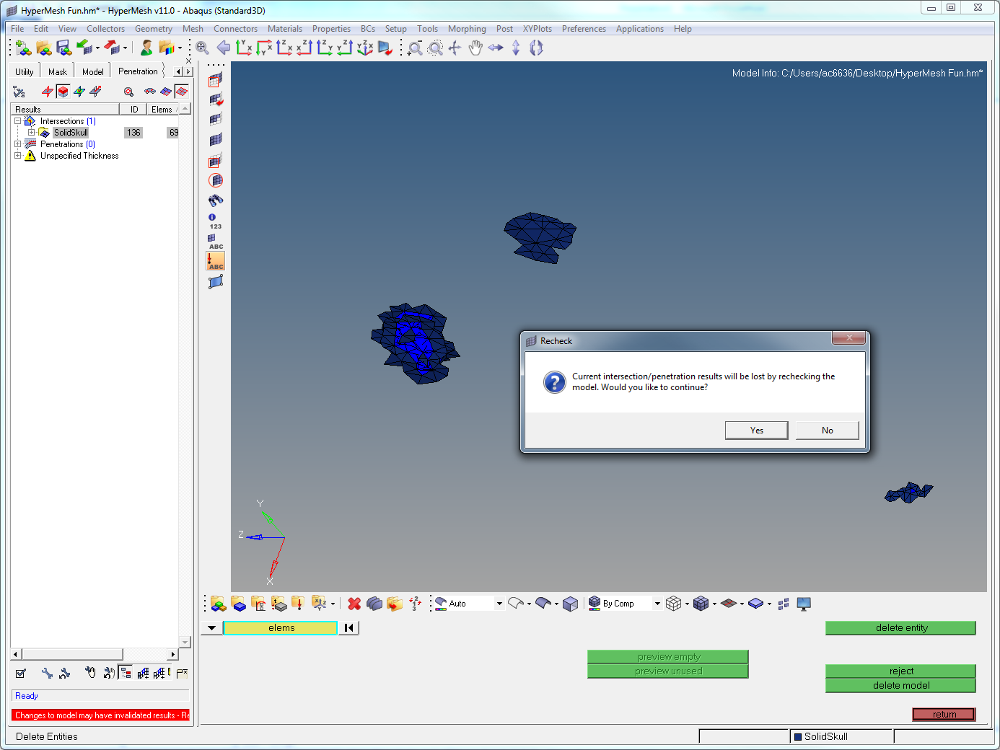 HyperMesh Fun.hm* - HyperMesh v11.0 - Abaqus (Standard3D)
File Edit View Collectors Geometry Mesh Connectors Materials Properties BCs Setup Tools Morphing Post XYPlots Preferences Applications Help
Utility Mask Model Penetration
Model Info: C:/Users/ac6636/Desktop/HyperMesh Fun.hm*
Results ID Elems
Intersections (1)
SolidSkull 136 69
Penetrations (0)
Unspecified Thickness
123
ABC
ABC
Recheck
Current intersection/penetration results will be lost by rechecking the
model. Would you like to continue?
Yes No
Y
Z
X
Auto
By Comp
elems
delete entity
preview empty
preview unused
reject
delete model
return
Ready
Changes to model may have invalidated results - Re
Delete Entities
SolidSkull